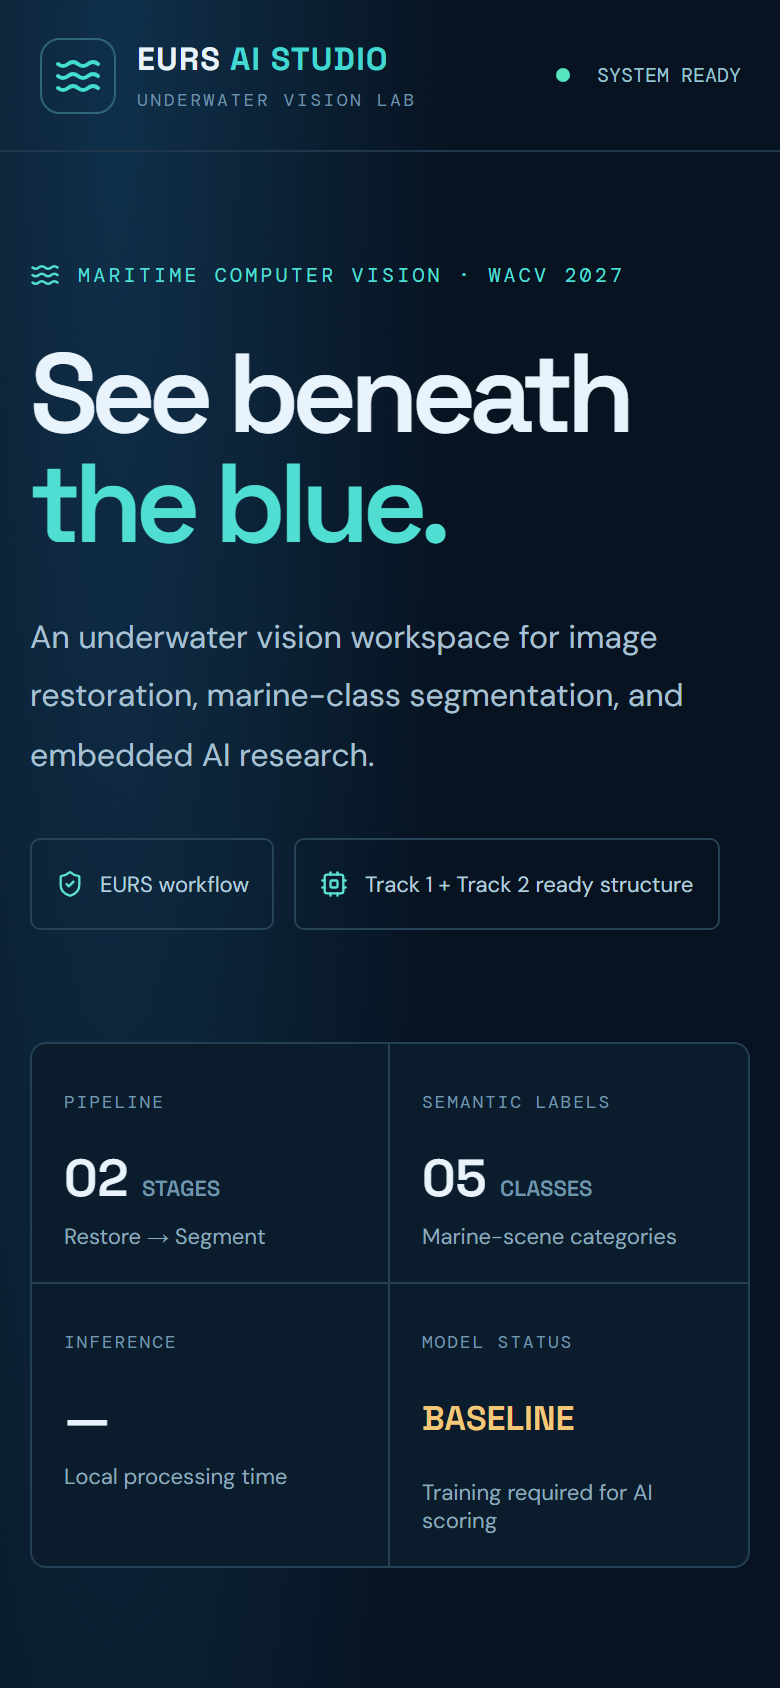 EURS AI STUDIO
UNDERWATER VISION LAB
SYSTEM READY
MARITIME COMPUTER VISION · WACV 2027
See beneath
the blue.
An underwater vision workspace for image
restoration, marine-class segmentation, and
embedded AI research.
EURS workflow
Track 1 + Track 2 ready structure
PIPELINE
02 STAGES
Restore → Segment
SEMANTIC LABELS
05 CLASSES
Marine-scene categories
INFERENCE
—
Local processing time
MODEL STATUS
BASELINE
Training required for AI
scoring